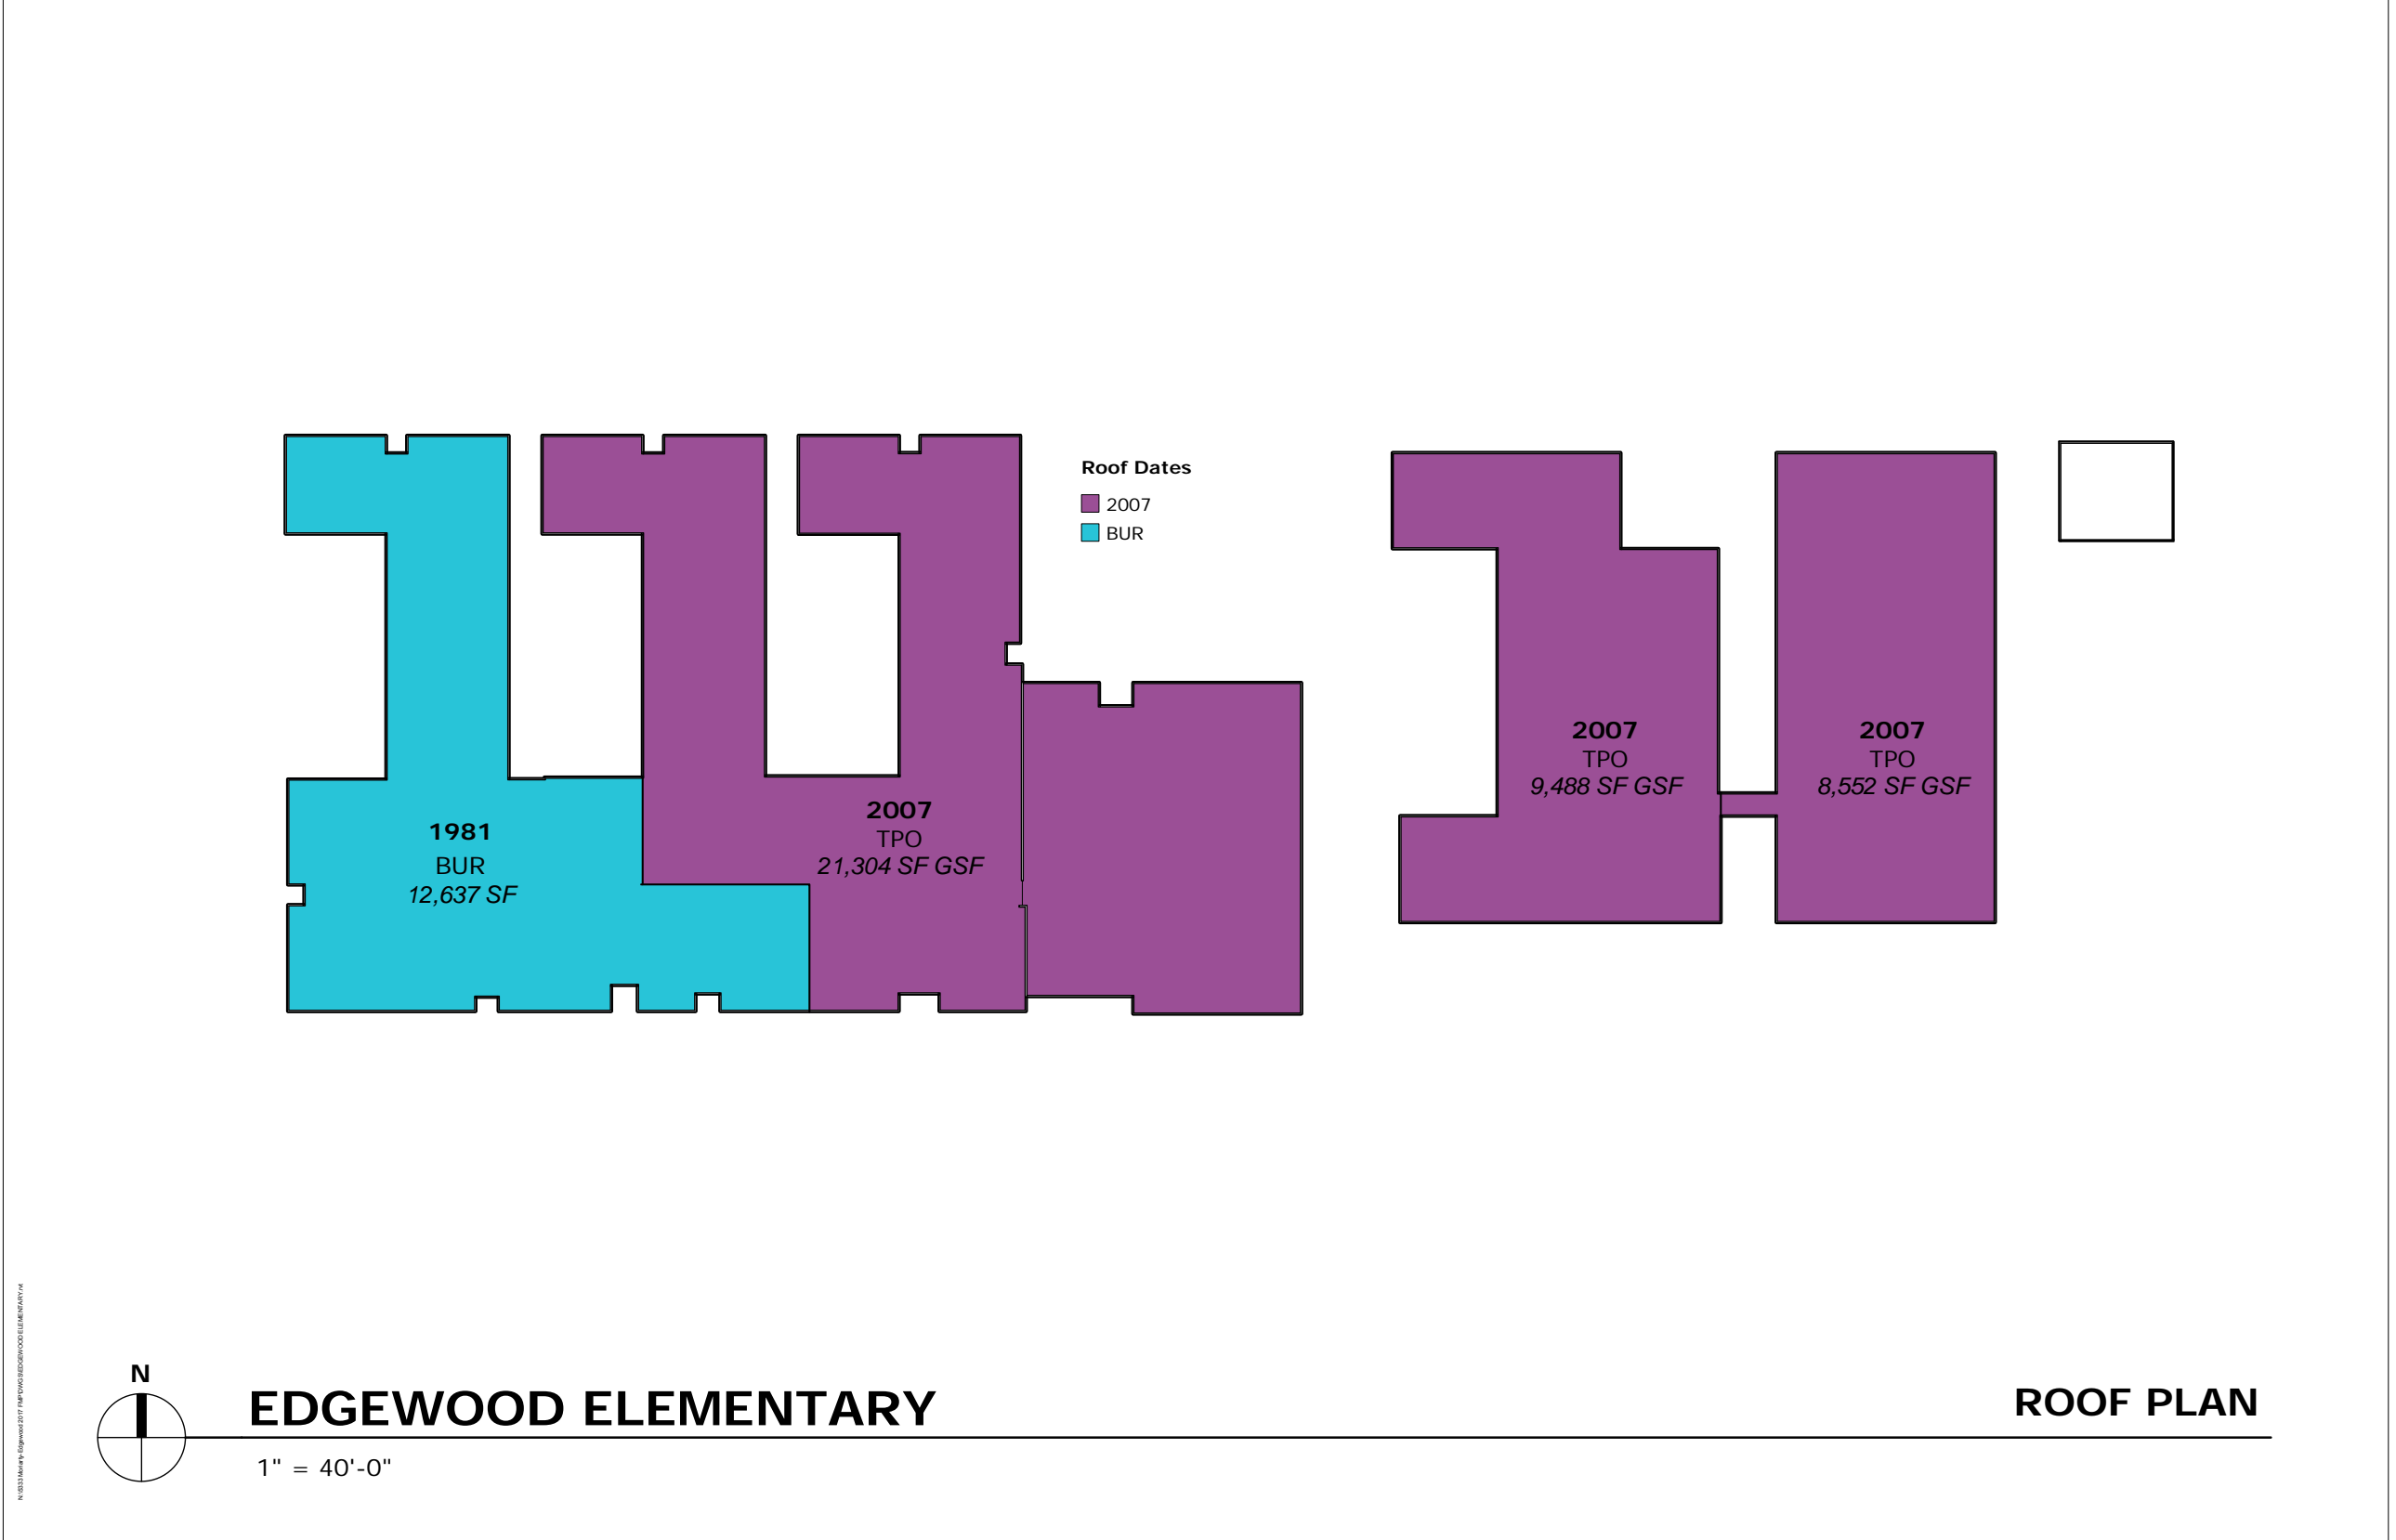 Roof Dates
2007
BUR
2007
TPO
9,488 SF GSF
2007
TPO
8,552 SF GSF
1981
BUR
12,637 SF
2007
TPO
21,304 SF GSF
N
EDGEWOOD ELEMENTARY
ROOF PLAN
1" = 40'-0"